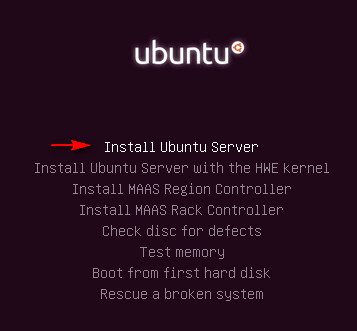 ubuntu
Install Ubuntu Server
Install Ubuntu Server with the HWE kernel
Install MAAS Region Controller
Install MAAS Rack Controller
Check disc for defects
Test memory
Boot from first hard disk
Rescue a broken system